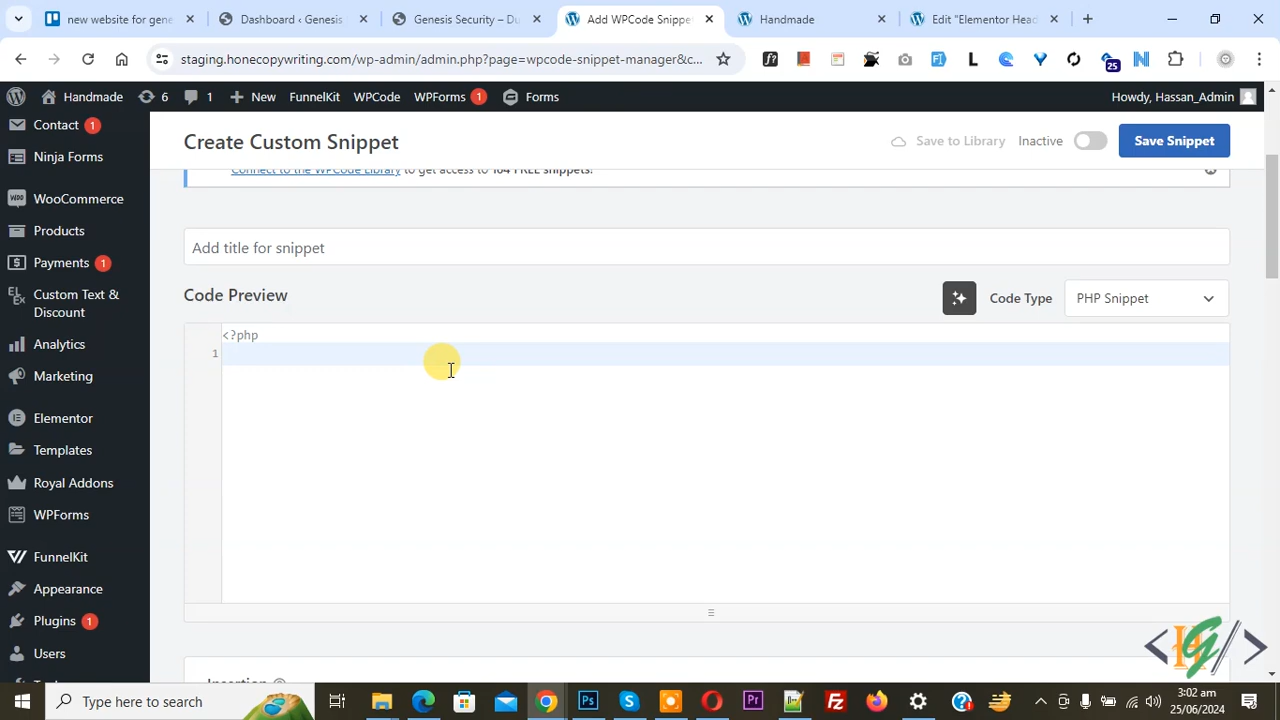 new website for gene
Dashboard ‹ Genesis
Genesis Security – Du
Add WPCode Snippe
Handmade
Edit "Elementor Head
staging.honecopywriting.com/wp-admin/admin.php?page=wpcode-snippet-manager&c...
25
Handmade
6
1
New
FunnelKit
WPCode
WPForms 1
Forms
Howdy, Hassan_Admin
Contact 1
Ninja Forms
WooCommerce
Products
Payments 1
Custom Text &
Discount
Analytics
Marketing
Elementor
Templates
Royal Addons
WPForms
FunnelKit
Appearance
Plugins 1
Users
Create Custom Snippet
Save to Library
Inactive
Save Snippet
Connect to the WPCode Library to get access to 164 FREE snippets!
Add title for snippet
Code Preview
Code Type
PHP Snippet
<?php
1
Insertion
Type here to search
3:02 am
25/06/2024